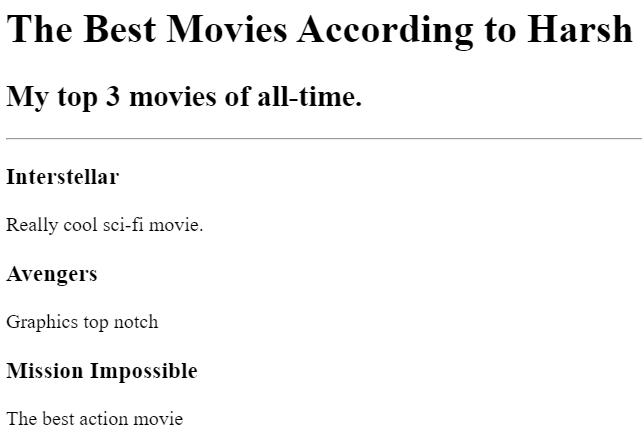 The Best Movies According to Harsh
My top 3 movies of all-time.
Interstellar
Really cool sci-fi movie.
Avengers
Graphics top notch
Mission Impossible
The best action movie